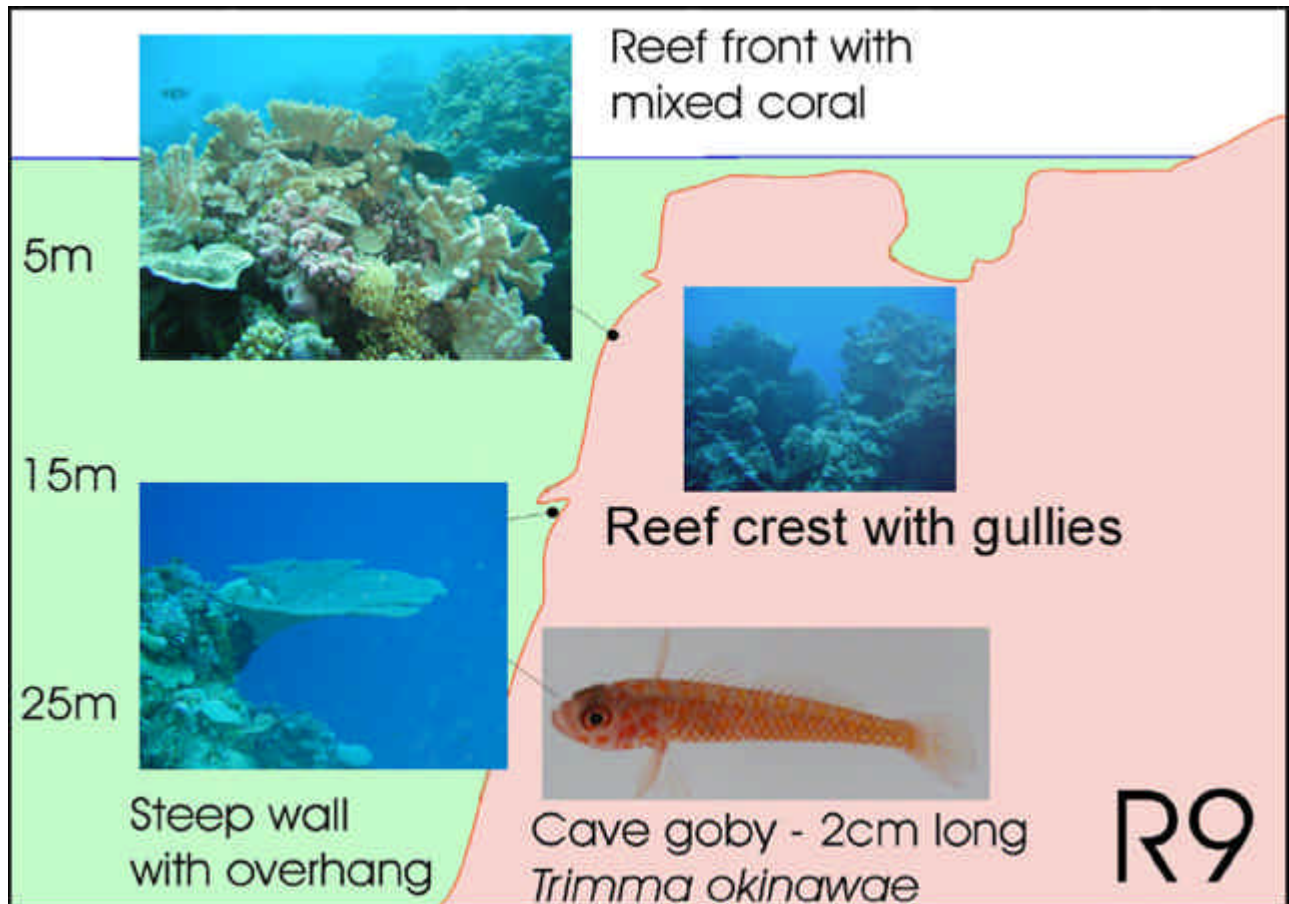 Reef front with
mixed coral
5m
15m
Reef crest with gullies
25m
Steep wall
with overhang
Cave goby - 2cm long
Trimma okinawae
R9